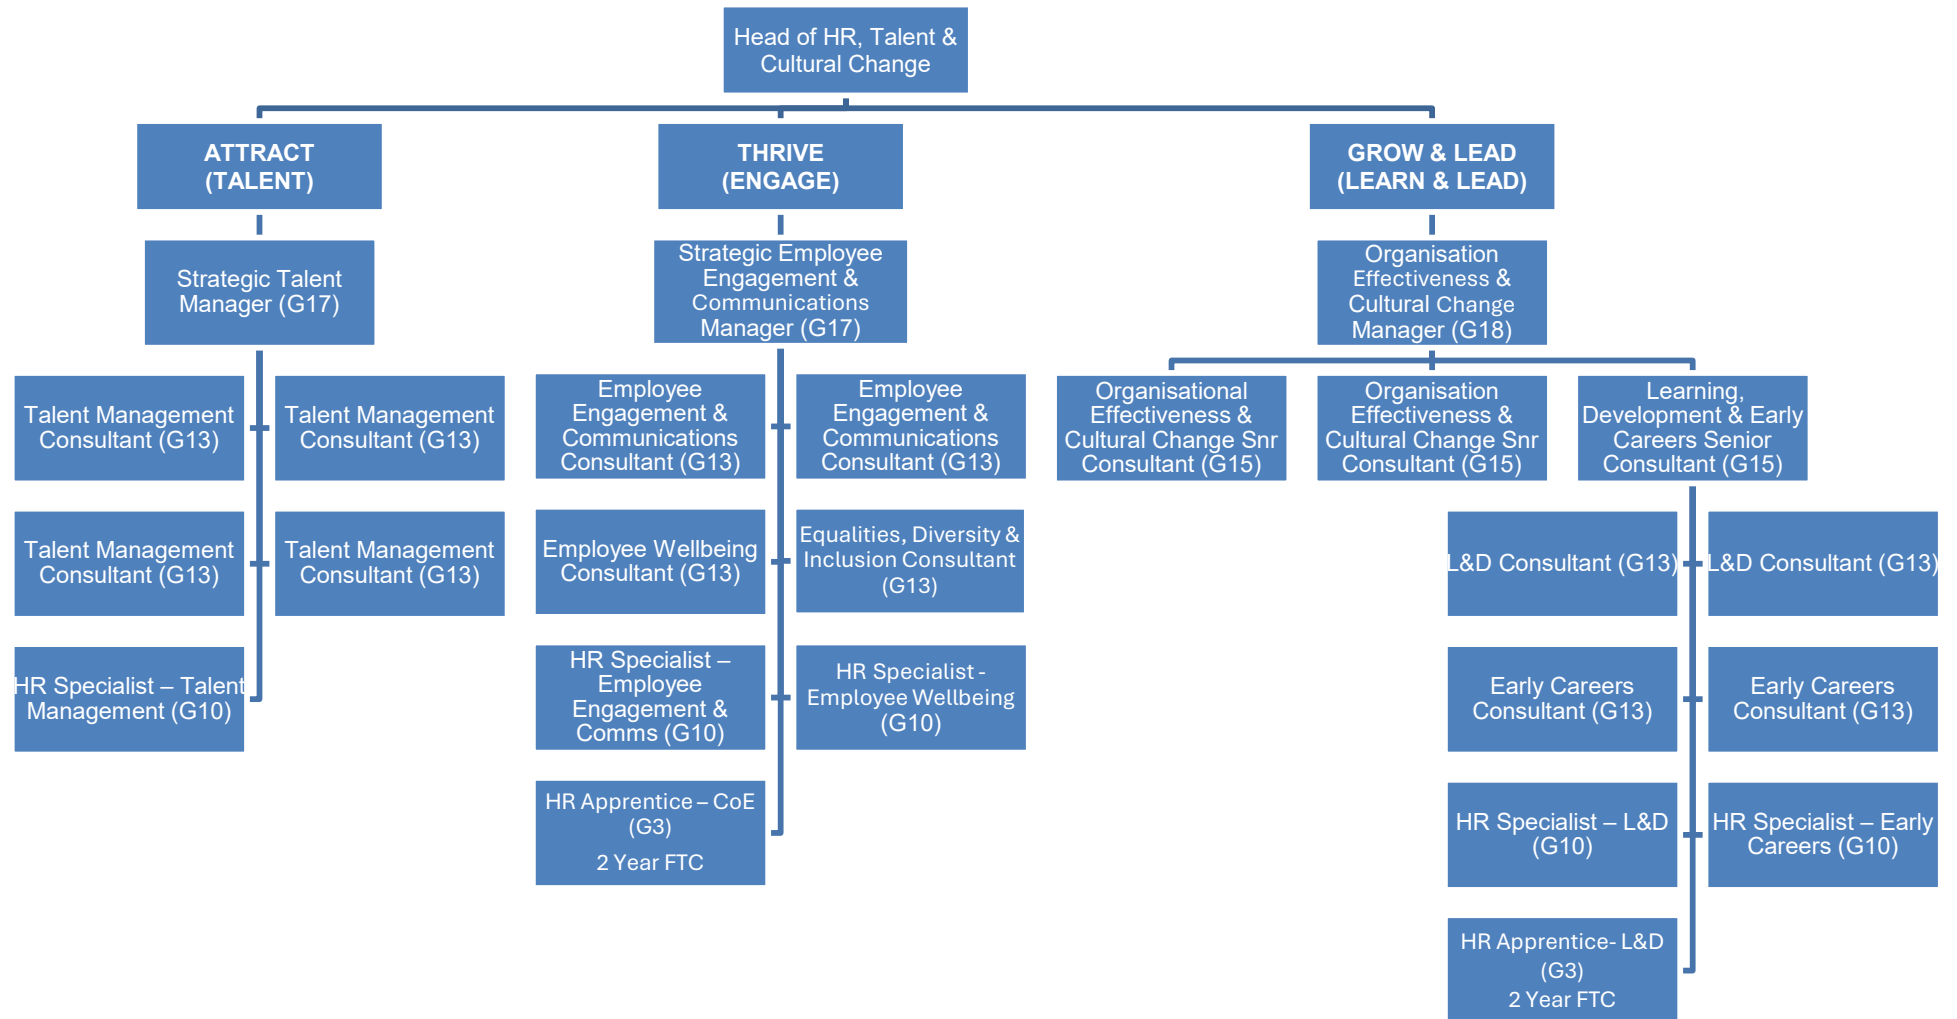 Head of HR, Talent &
Cultural Change
ATTRACT
(TALENT)
THRIVE
(ENGAGE)
GROW & LEAD
(LEARN & LEAD)
Strategic Talent
Manager (G17)
Strategic Employee
Engagement &
Communications
Manager (G17)
Organisation
Effectiveness &
Cultural Change
Manager (G18)
Talent Management
Consultant (G13)
Talent Management
Consultant (G13)
Employee
Engagement &
Communications
Consultant (G13)
Employee
Engagement &
Communications
Consultant (G13)
Organisational
Effectiveness &
Cultural Change Snr
Consultant (G15)
Organisation
Effectiveness &
Cultural Change Snr
Consultant (G15)
Learning,
Development & Early
Careers Senior
Consultant (G15)
Talent Management
Consultant (G13)
Talent Management
Consultant (G13)
Employee Wellbeing
Consultant (G13)
Equalities, Diversity &
Inclusion Consultant
(G13)
L&D Consultant (G13)
L&D Consultant (G13)
HR Specialist – Talent
Management (G10)
HR Specialist –
Employee
Engagement &
Comms (G10)
HR Specialist -
Employee Wellbeing
(G10)
Early Careers
Consultant (G13)
Early Careers
Consultant (G13)
HR Apprentice – CoE
(G3)
2 Year FTC
HR Specialist – L&D
(G10)
HR Specialist – Early
Careers (G10)
HR Apprentice- L&D
(G3)
2 Year FTC